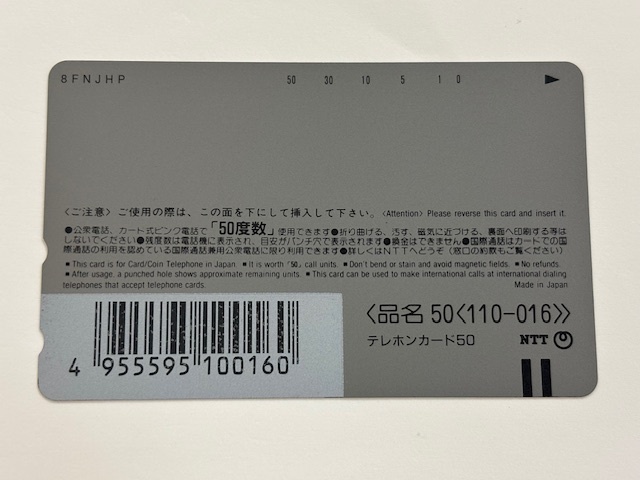 8FNJHP 50 30 10 5 1 0
〈ご注意〉ご使用の際は、この面を下にして挿入して下さい。〈Attention〉Please reverse this card and insert it.
●公衆電話、カード式ピンク電話で「50度数」使用できます●折り曲げる、汚す、磁気に近づける、裏面へ印刷する等は
しないでください●残度数は電話機に表示され、目安がパンチ穴で表示されます●換金はできません●国際通話はカードでの国
際通話の利用を認めている国際通話兼用公衆電話に限り利用できます●詳しくはNTTへどうぞ(窓口の約款もご覧ください)
■This card is for Card/Coin Telephone in Japan. ■It is worth「50」call units. ■Don't bend or stain and avoid magnetic fields. ■No refunds.
■After usage, a punched hole shows approximate remaining units. ■This card can be used to make international calls at international dialing
telephones that accept telephone cards. Made in Japan
〈品名 50〈110-016〉〉
テレホンカード50 NTT
4 955595 100160